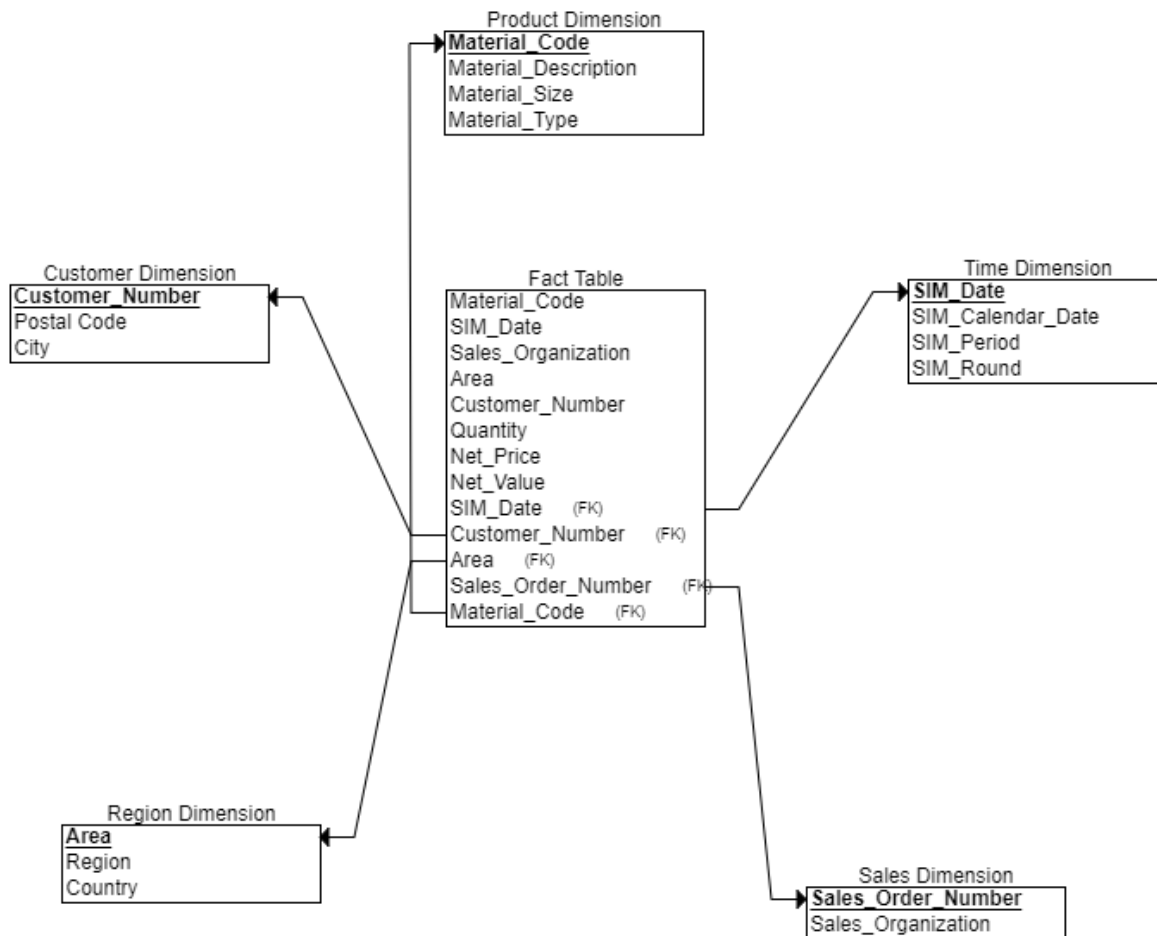 Product Dimension
Material_Code
Material_Description
Material_Size
Material_Type
Customer Dimension
Customer_Number
Postal Code
City
Fact Table
Material_Code
SIM_Date
Sales_Organization
Area
Customer_Number
Quantity
Net_Price
Net_Value
SIM_Date (FK)
Customer_Number (FK)
Area (FK)
Sales_Order_Number (FK)
Material_Code (FK)
Time Dimension
SIM_Date
SIM_Calendar_Date
SIM_Period
SIM_Round
Region Dimension
Area
Region
Country
Sales Dimension
Sales_Order_Number
Sales_Organization